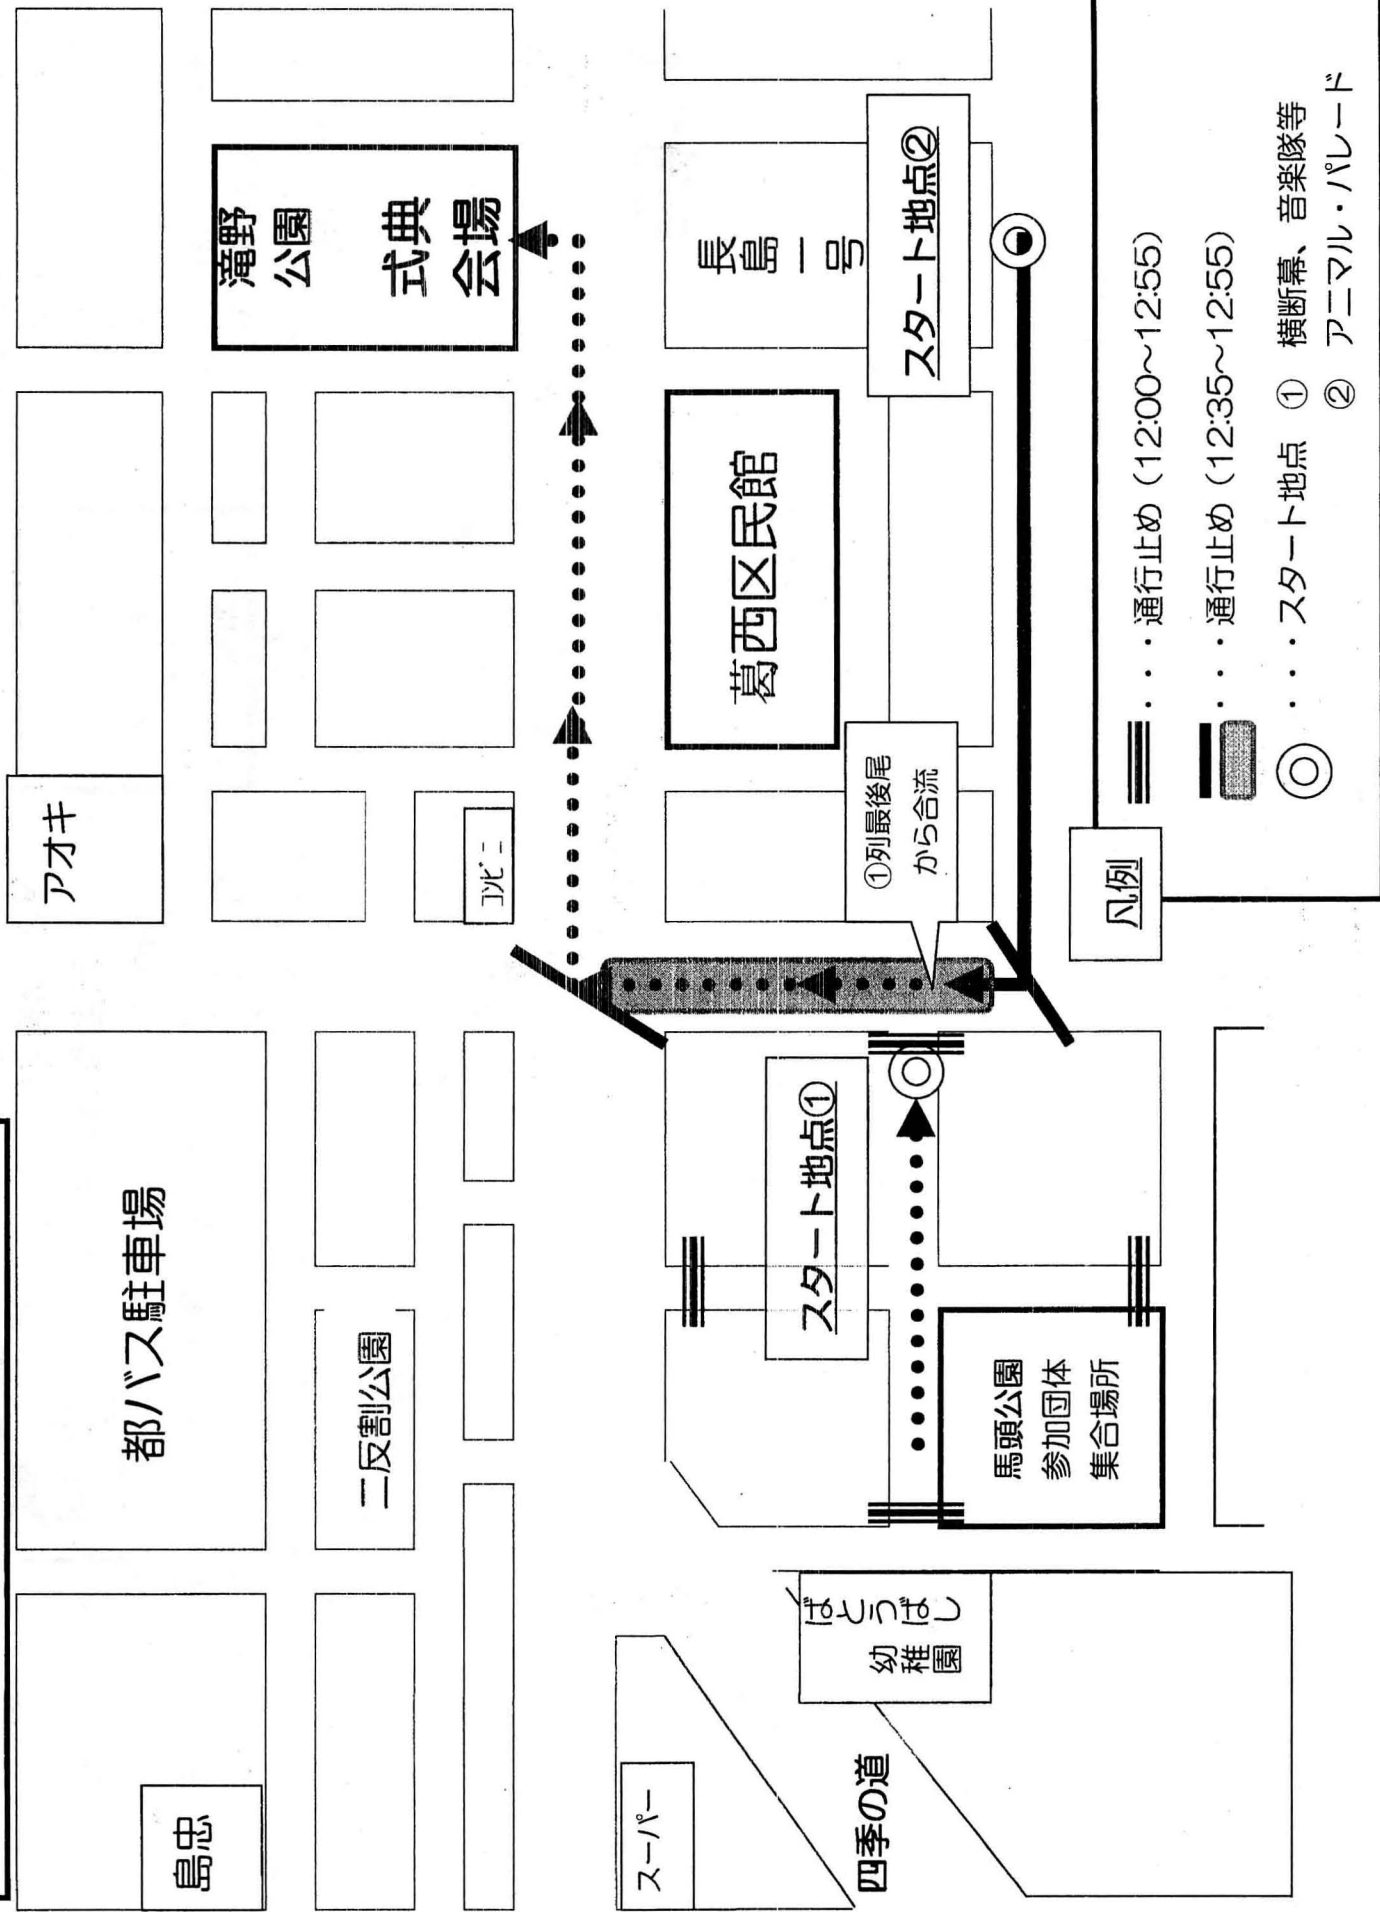 島忠
都バス駐車場
アオキ
二反割公園
コンビニ
滝野
公園
式典
会場
スーパー
四季の道
ばとうばし
幼稚園
馬頭公園
参加団体
集合場所
スタート地点①
①列最後尾
から合流
葛西区民館
長島一号
スタート地点②
凡例
・・・通行止め（12:00～12:55）
・・・通行止め（12:35～12:55）
・・・スタート地点 ① 横断幕、音楽隊等
② アニマル・パレード